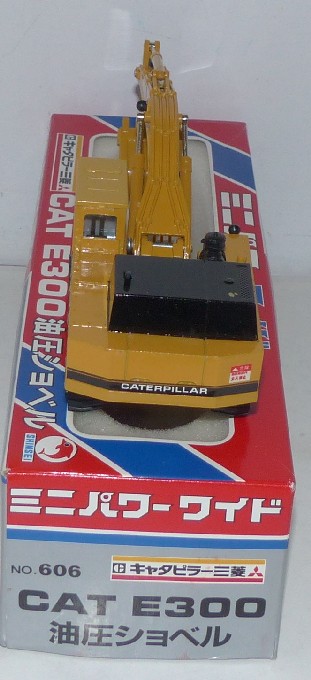 キャタピラー三菱
CAT E300油圧ショベル
SHINSEI
CATERPILLAR
ミニパワーワイド
NO.606
キャタピラー三菱
CAT E300
油圧ショベル